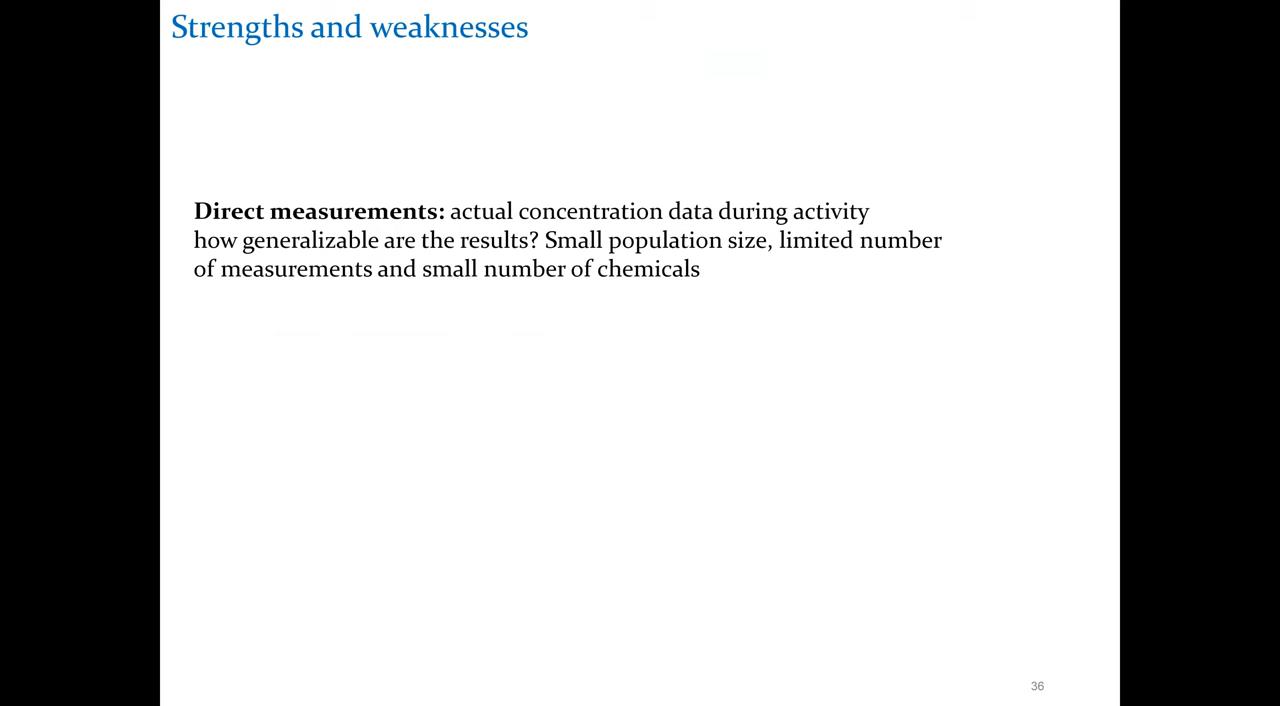 Strengths and weaknesses
Direct measurements: actual concentration data during activity
how generalizable are the results? Small population size, limited number
of measurements and small number of chemicals
36